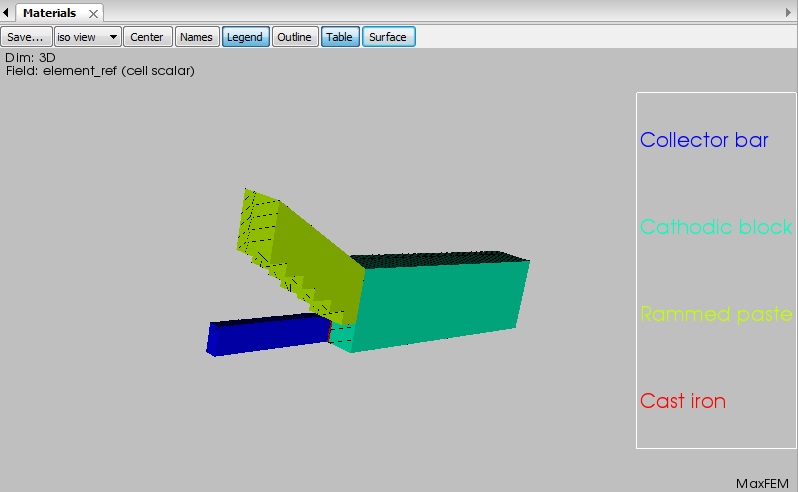 Materials
Save... iso view Center Names Legend Outline Table Surface
Dim: 3D
Field: element_ref (cell scalar)
Collector bar
Cathodic block
Rammed paste
Cast iron
MaxFEM